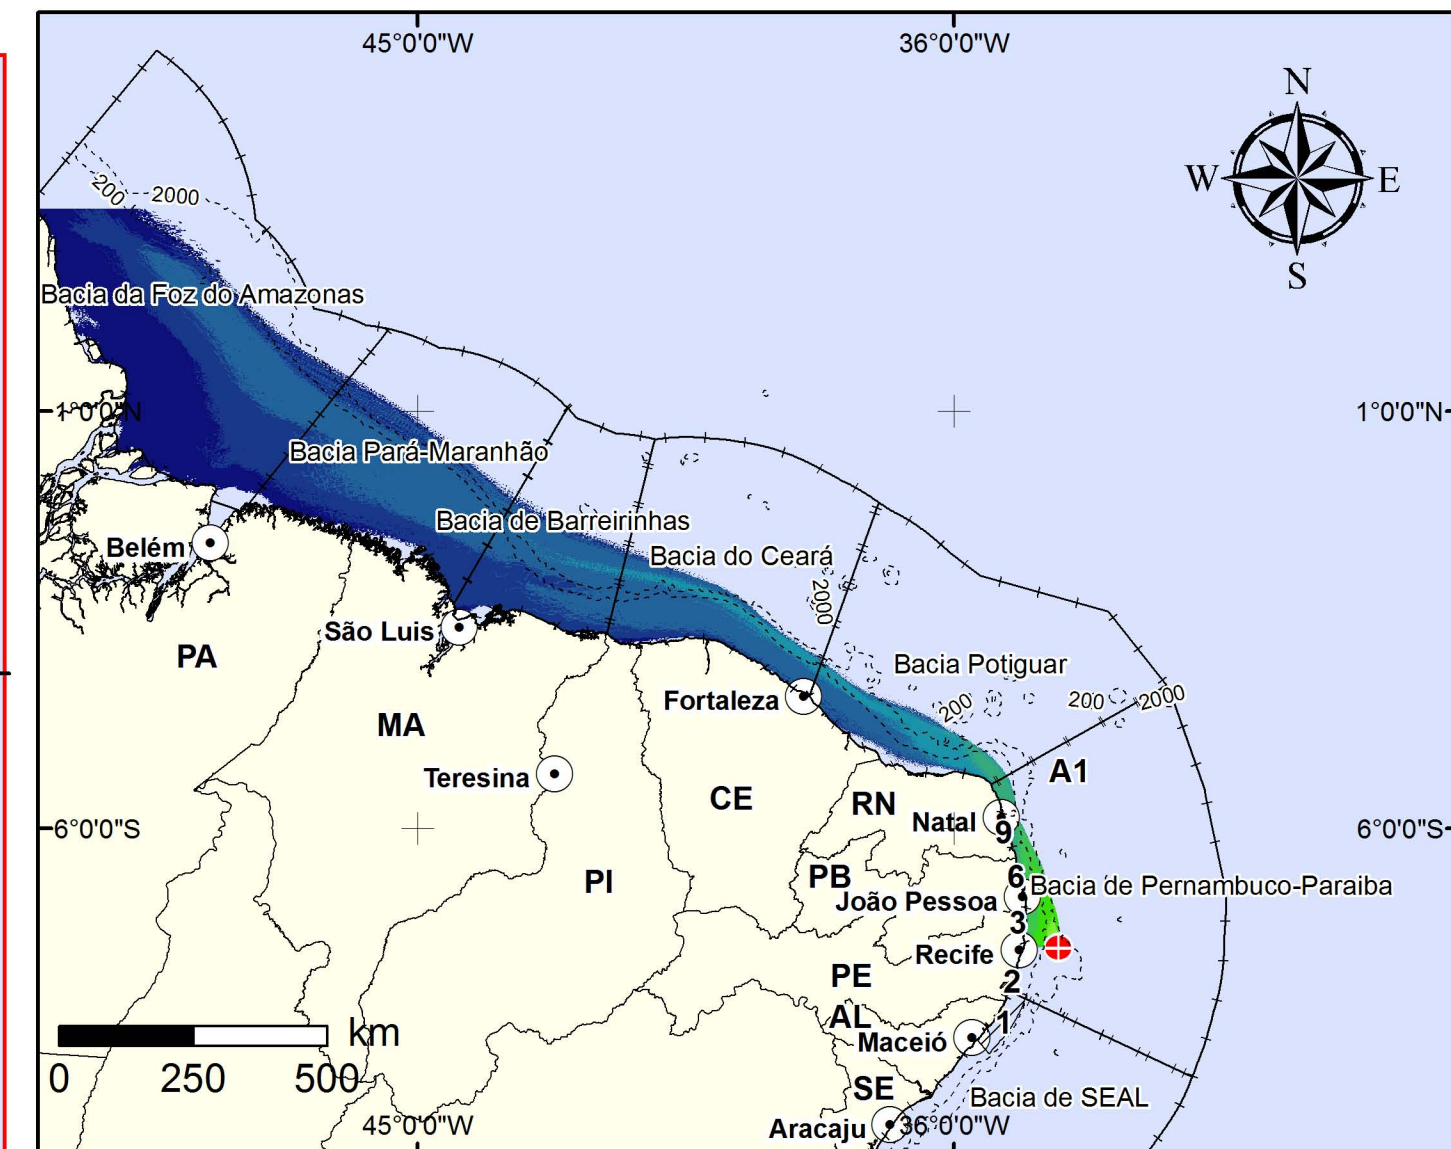 45°0'0"W
36°0'0"W
N
W
E
S
200
2000
Bacia da Foz do Amazonas
1°0'0"N
1°0'0"N
Bacia Pará-Maranhão
Bacia de Barreirinhas
Belém
Bacia do Ceará
2000
São Luis
PA
Bacia Potiguar
Fortaleza
200
200
2000
MA
Teresina
A1
CE
RN
Natal
9
6°0'0"S
6°0'0"S
PI
PB
6
Bacia de Pernambuco-Paraiba
João Pessoa
3
Recife
PE
2
AL
1
km
Maceió
0
250
500
SE
Bacia de SEAL
45°0'0"W
Aracaju
36°0'0"W